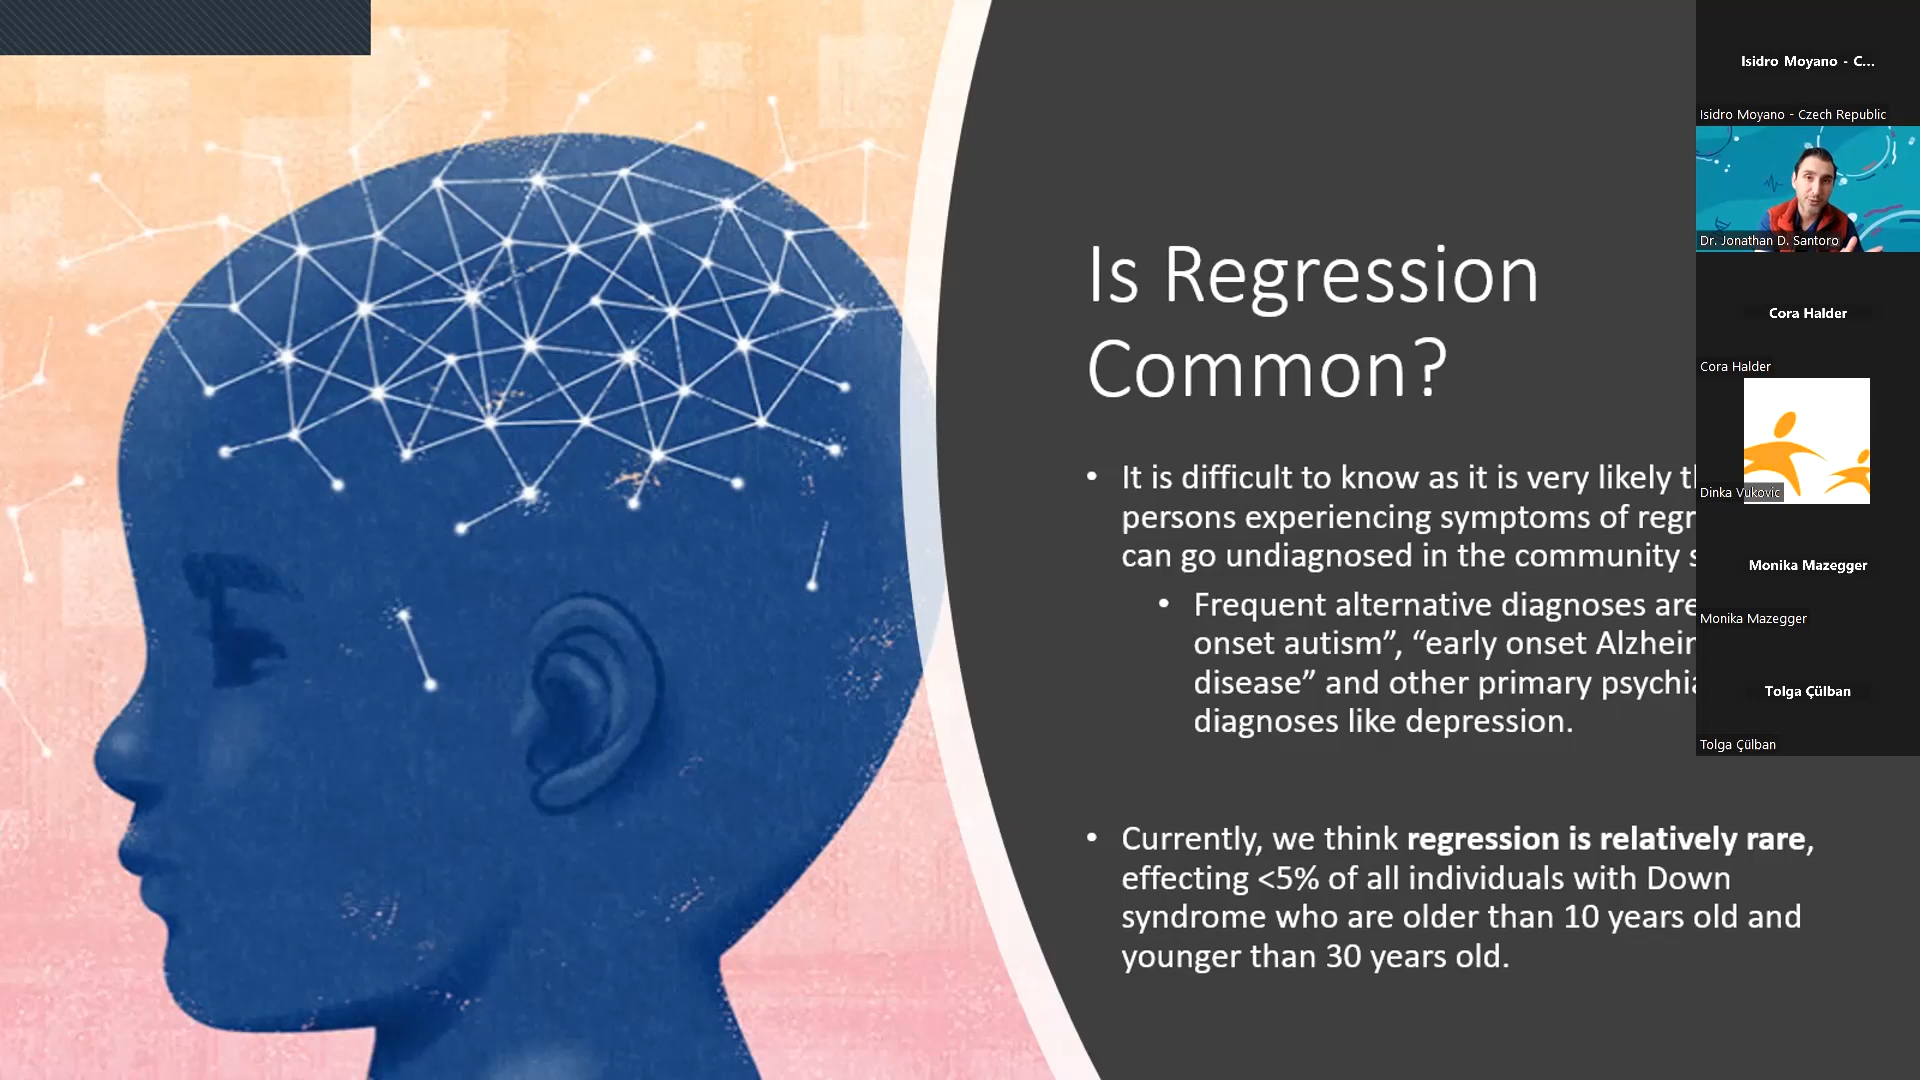 Is Regression
Common?
• It is difficult to know as it is very likely
persons experiencing symptoms of
can go undiagnosed in the community
• Frequent alternative diagnoses are
onset autism”, “early onset
disease” and other primary
diagnoses like depression.
• Currently, we think regression is relatively rare,
effecting <5% of all individuals with Down
syndrome who are older than 10 years old and
younger than 30 years old.
Isidro Moyano - C...
Isidro Moyano - Czech Republic
Dr. Jonathan D. Santoro
Cora Halder
Cora Halder
Dinka Vukovic
Monika Mazegger
Monika Mazegger
Tolga Çülban
Tolga Çülban